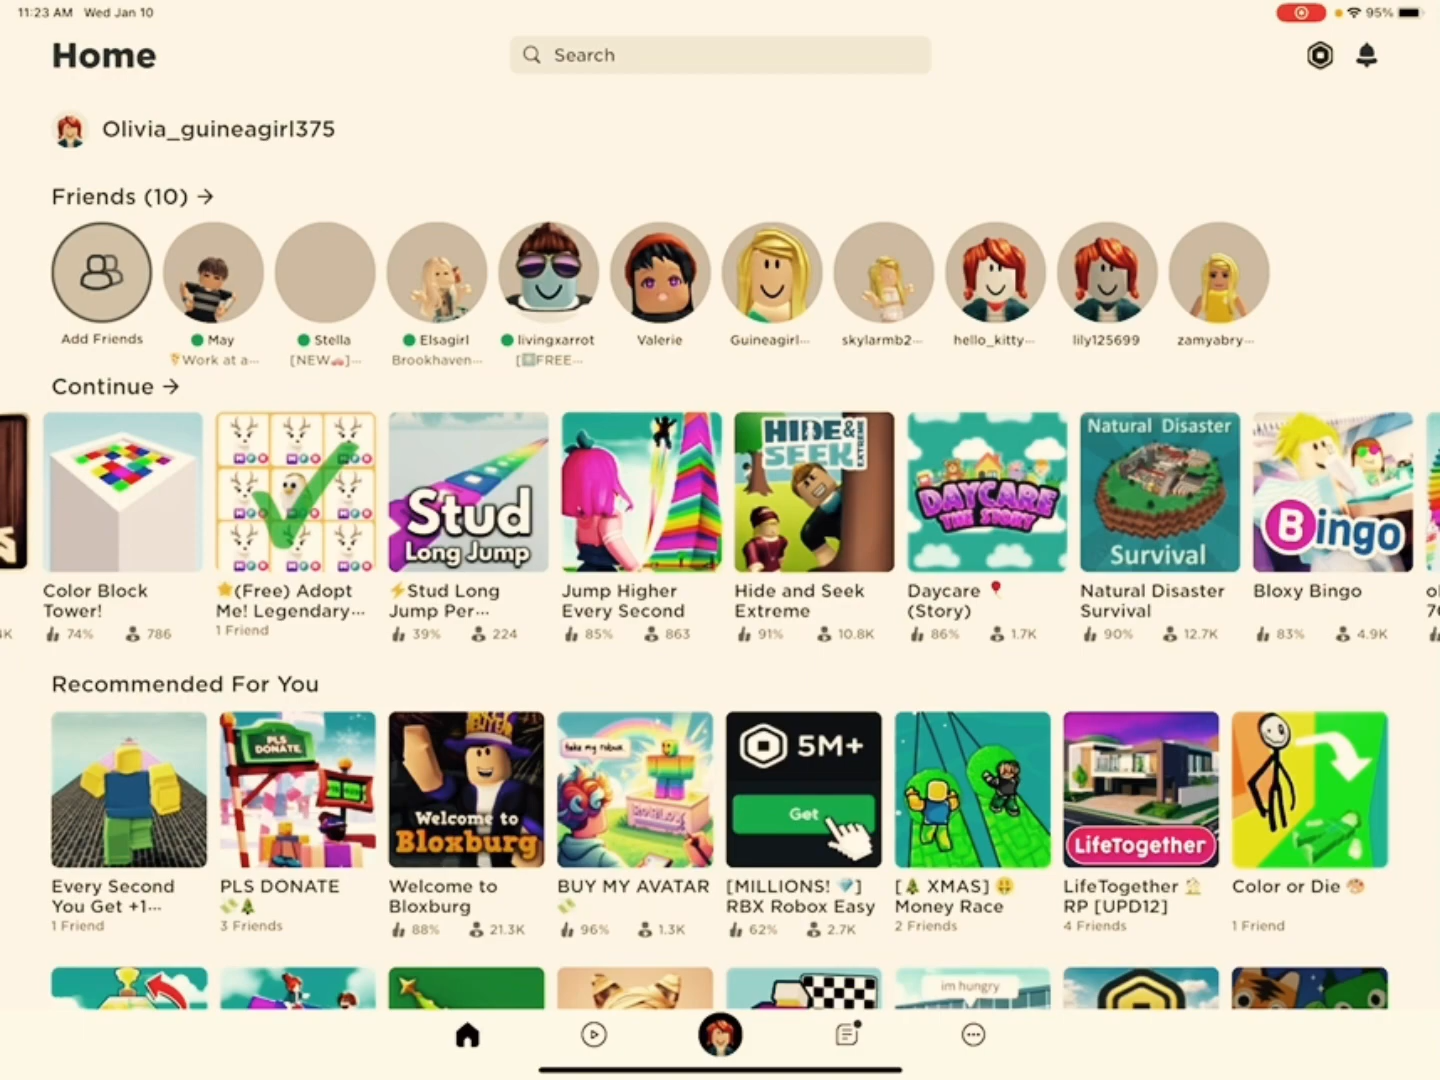 11:23 AM Wed Jan 10
95%
Home
Search
Olivia_guineagirl375
Friends (10) →
Add Friends
May
Work at a...
Stella
[NEW🚗]...
Elsagirl
Brookhaven...
livingxarrot
[💵FREE...
Valerie
Guineagirl...
skylarmb2...
hello_kitty...
lily125699
zamyabry...
Continue →
Stud
Long Jump
HIDE &
SEEK
EXTREME
DAYCARE
THE STORY
Natural Disaster
Survival
Bingo
4K
Color Block
Tower!
74% 786
⭐(Free) Adopt
Me! Legendary...
1 Friend
⚡Stud Long
Jump Per...
39% 224
Jump Higher
Every Second
85% 863
Hide and Seek
Extreme
91% 10.8K
Daycare 🎈
(Story)
86% 1.7K
Natural Disaster
Survival
90% 12.7K
Bloxy Bingo
83% 4.9K
Recommended For You
PLS
DONATE
Welcome to
Bloxburg
take my robux
5M+
Get
LifeTogether
Every Second
You Get +1...
1 Friend
PLS DONATE
💸🎄
3 Friends
Welcome to
Bloxburg
88% 21.3K
BUY MY AVATAR
💸
96% 1.3K
[MILLIONS! 💎]
RBX Robox Easy
62% 2.7K
[🎄 XMAS] 🤑
Money Race
2 Friends
LifeTogether 🏠
RP [UPD12]
4 Friends
Color or Die 🎨
1 Friend
im hungry